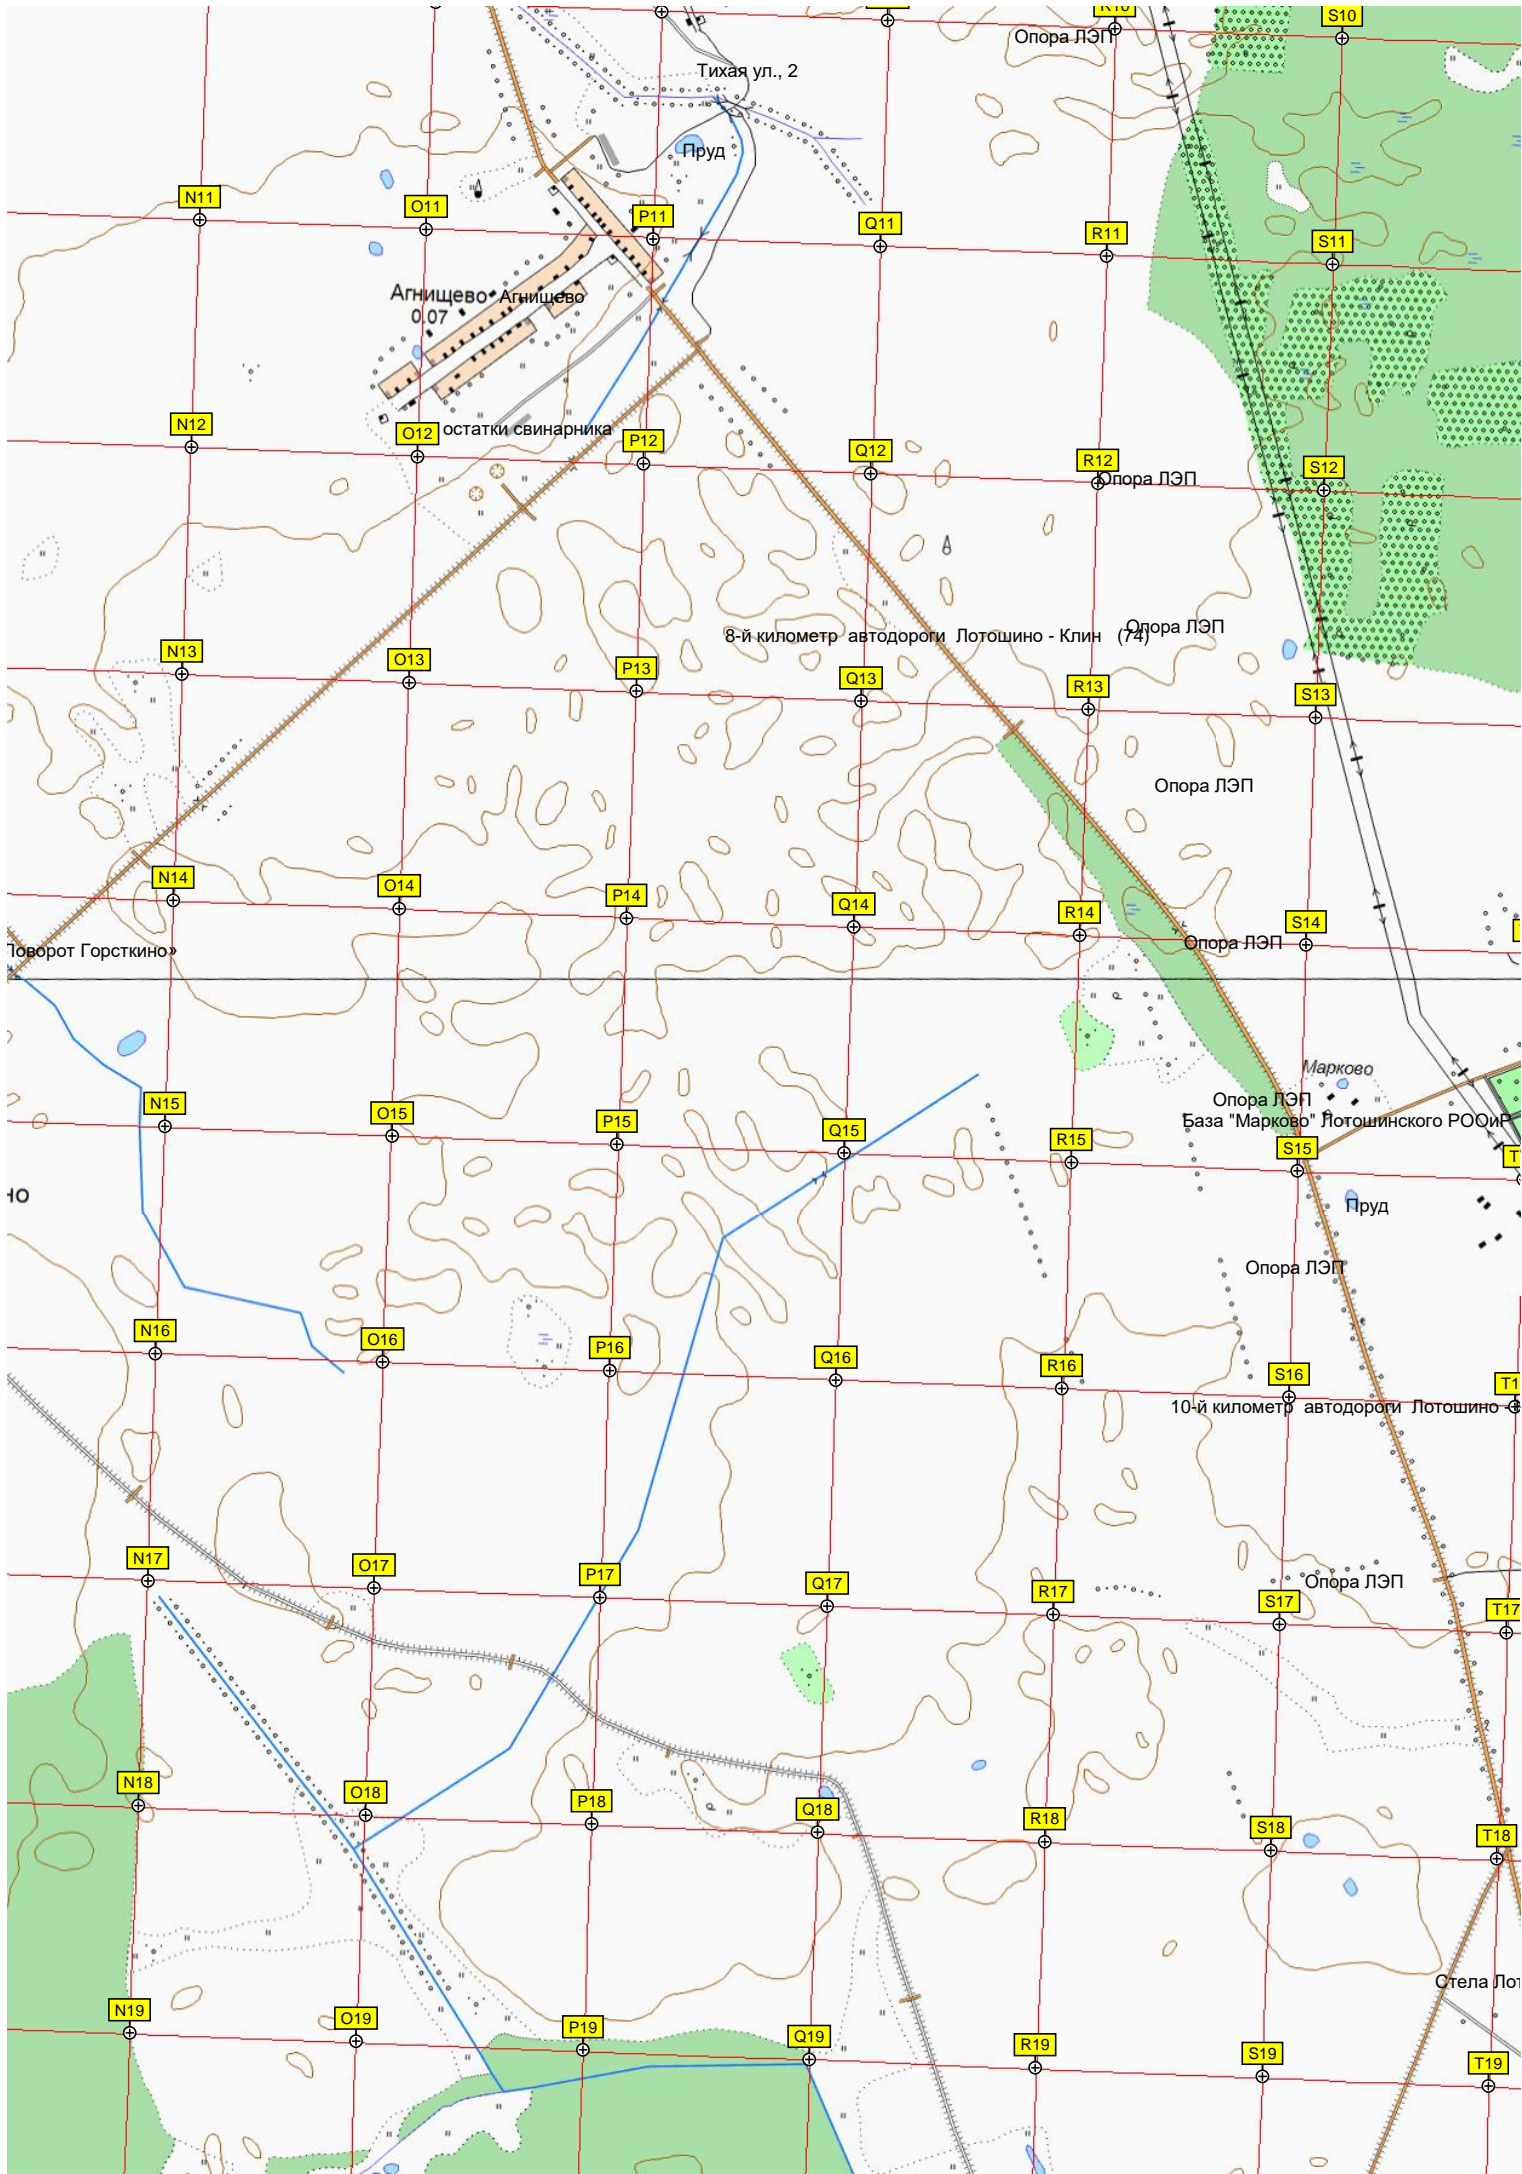 S10
Опора ЛЭП
Тихая ул., 2
Пруд
N11
O11
P11
Q11
R11
S11
Агнищево
Агнищево
0.07
N12
O12
остатки свинарника
P12
Q12
R12
Опора ЛЭП
S12
8-й километр автодороги Лотошино - Клин (74)
Опора ЛЭП
N13
O13
P13
Q13
R13
S13
Опора ЛЭП
N14
O14
P14
Q14
R14
S14
Поворот Горсткино»
Опора ЛЭП
Марково
Опора ЛЭП
База "Марково" Лотошинского РООиР
N15
O15
P15
Q15
R15
S15
но
Пруд
Опора ЛЭП
N16
O16
P16
Q16
R16
S16
T1
10-й километр автодороги Лотошино -
N17
O17
P17
Q17
R17
S17
T17
Опора ЛЭП
N18
O18
P18
Q18
R18
S18
T18
Стела Лот
N19
O19
P19
Q19
R19
S19
T19